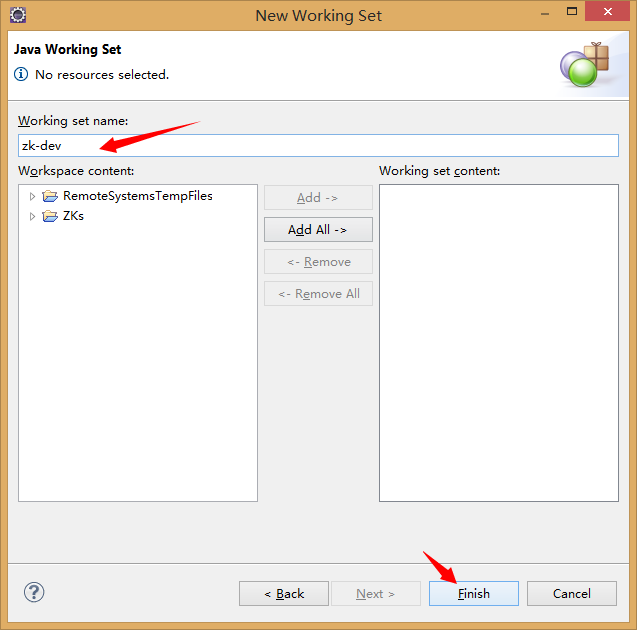 New Working Set
Java Working Set
No resources selected.
Working set name:
zk-dev
Workspace content:
Working set content:
RemoteSystemsTempFiles
ZKs
Add ->
Add All ->
<- Remove
<- Remove All
< Back
Next >
Finish
Cancel